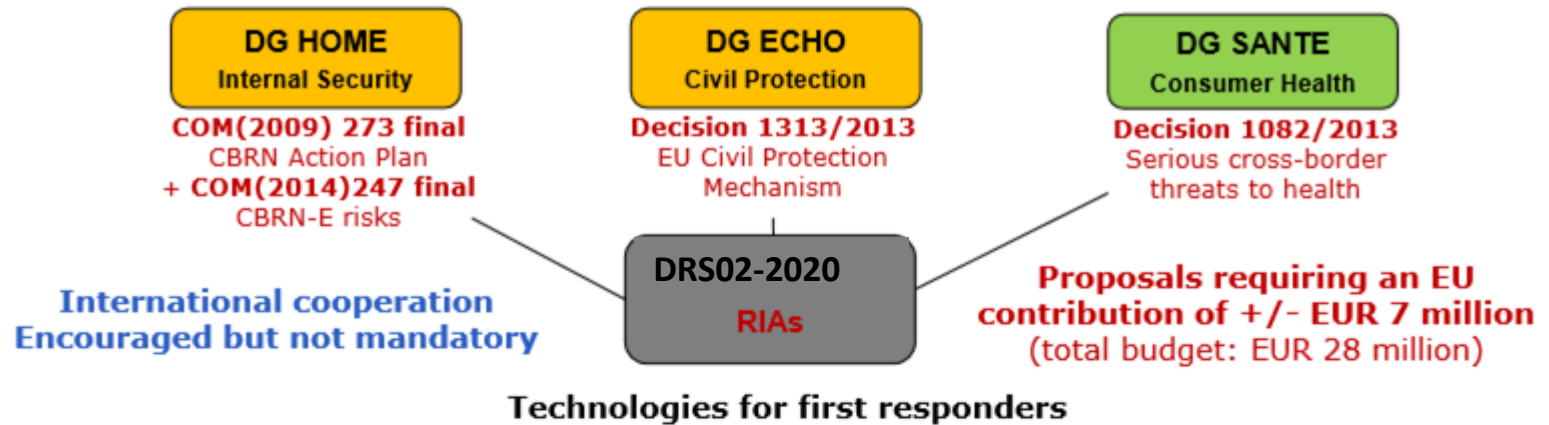 DG HOME
Internal Security
COM(2009) 273 final
CBRN Action Plan
+ COM(2014)247 final
CBRN-E risks
DG ECHO
Civil Protection
Decision 1313/2013
EU Civil Protection
Mechanism
DG SANTE
Consumer Health
Decision 1082/2013
Serious cross-border
threats to health
International cooperation
Encouraged but not mandatory
DRS02-2020
RIAs
Proposals requiring an EU
contribution of +/- EUR 7 million
(total budget: EUR 28 million)
Technologies for first responders